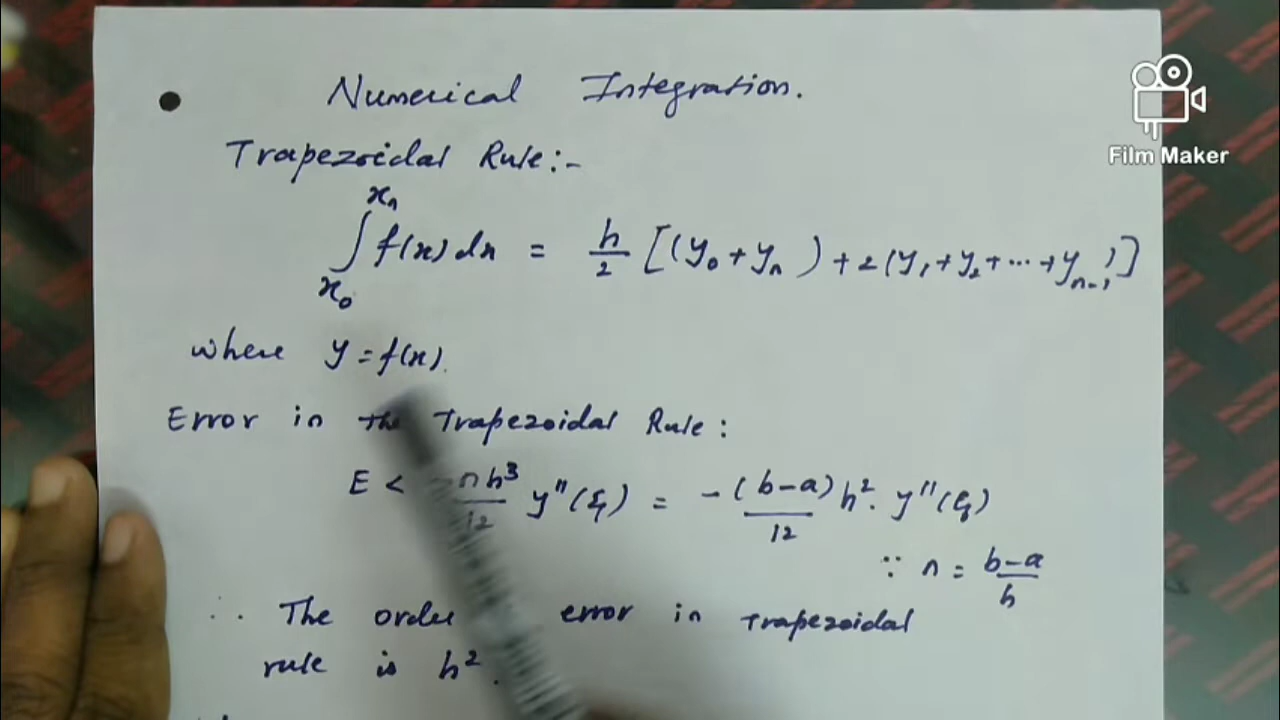 Numerical Integration.
Film Maker
Trapezoidal Rule:-
∫_{x₀}^{xₙ} f(x)dx = h/2 [(y₀+yₙ)+2(y₁+y₂+...+yₙ₋₁)]
where y=f(x).
Error in the Trapezoidal Rule:
E < nh³/12 y''(ξ) = -(b-a)/12 h². y''(ξ)
∵ n = b-a/h
∴ The order error in trapezoidal
rule is h².